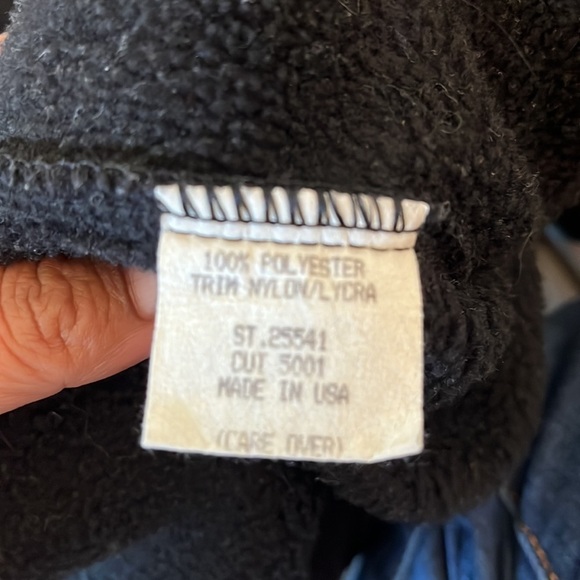 100% POLYESTER
TRIM NYLON/LYCRA
ST.25541
CUT 5001
MADE IN USA
(CARE OVER)